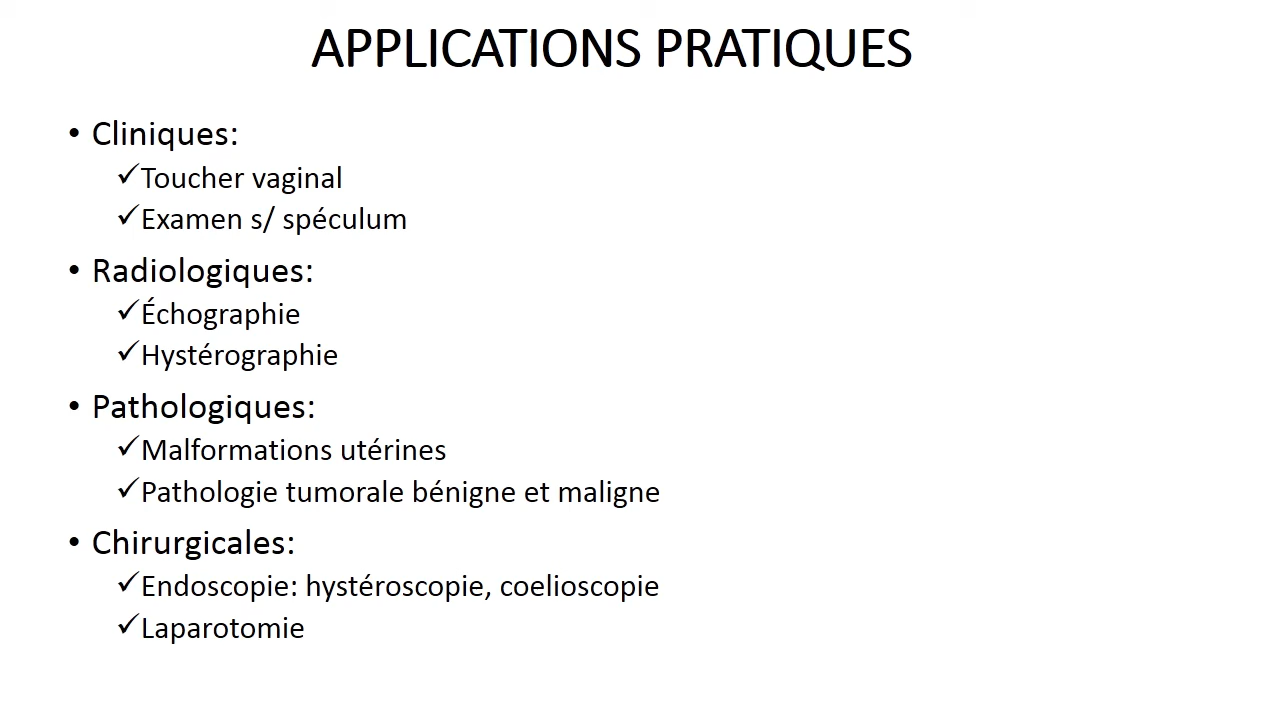 APPLICATIONS PRATIQUES
• Cliniques:
✓Toucher vaginal
✓Examen s/ spéculum
• Radiologiques:
✓Échographie
✓Hystérographie
• Pathologiques:
✓Malformations utérines
✓Pathologie tumorale bénigne et maligne
• Chirurgicales:
✓Endoscopie: hystéroscopie, coelioscopie
✓Laparotomie